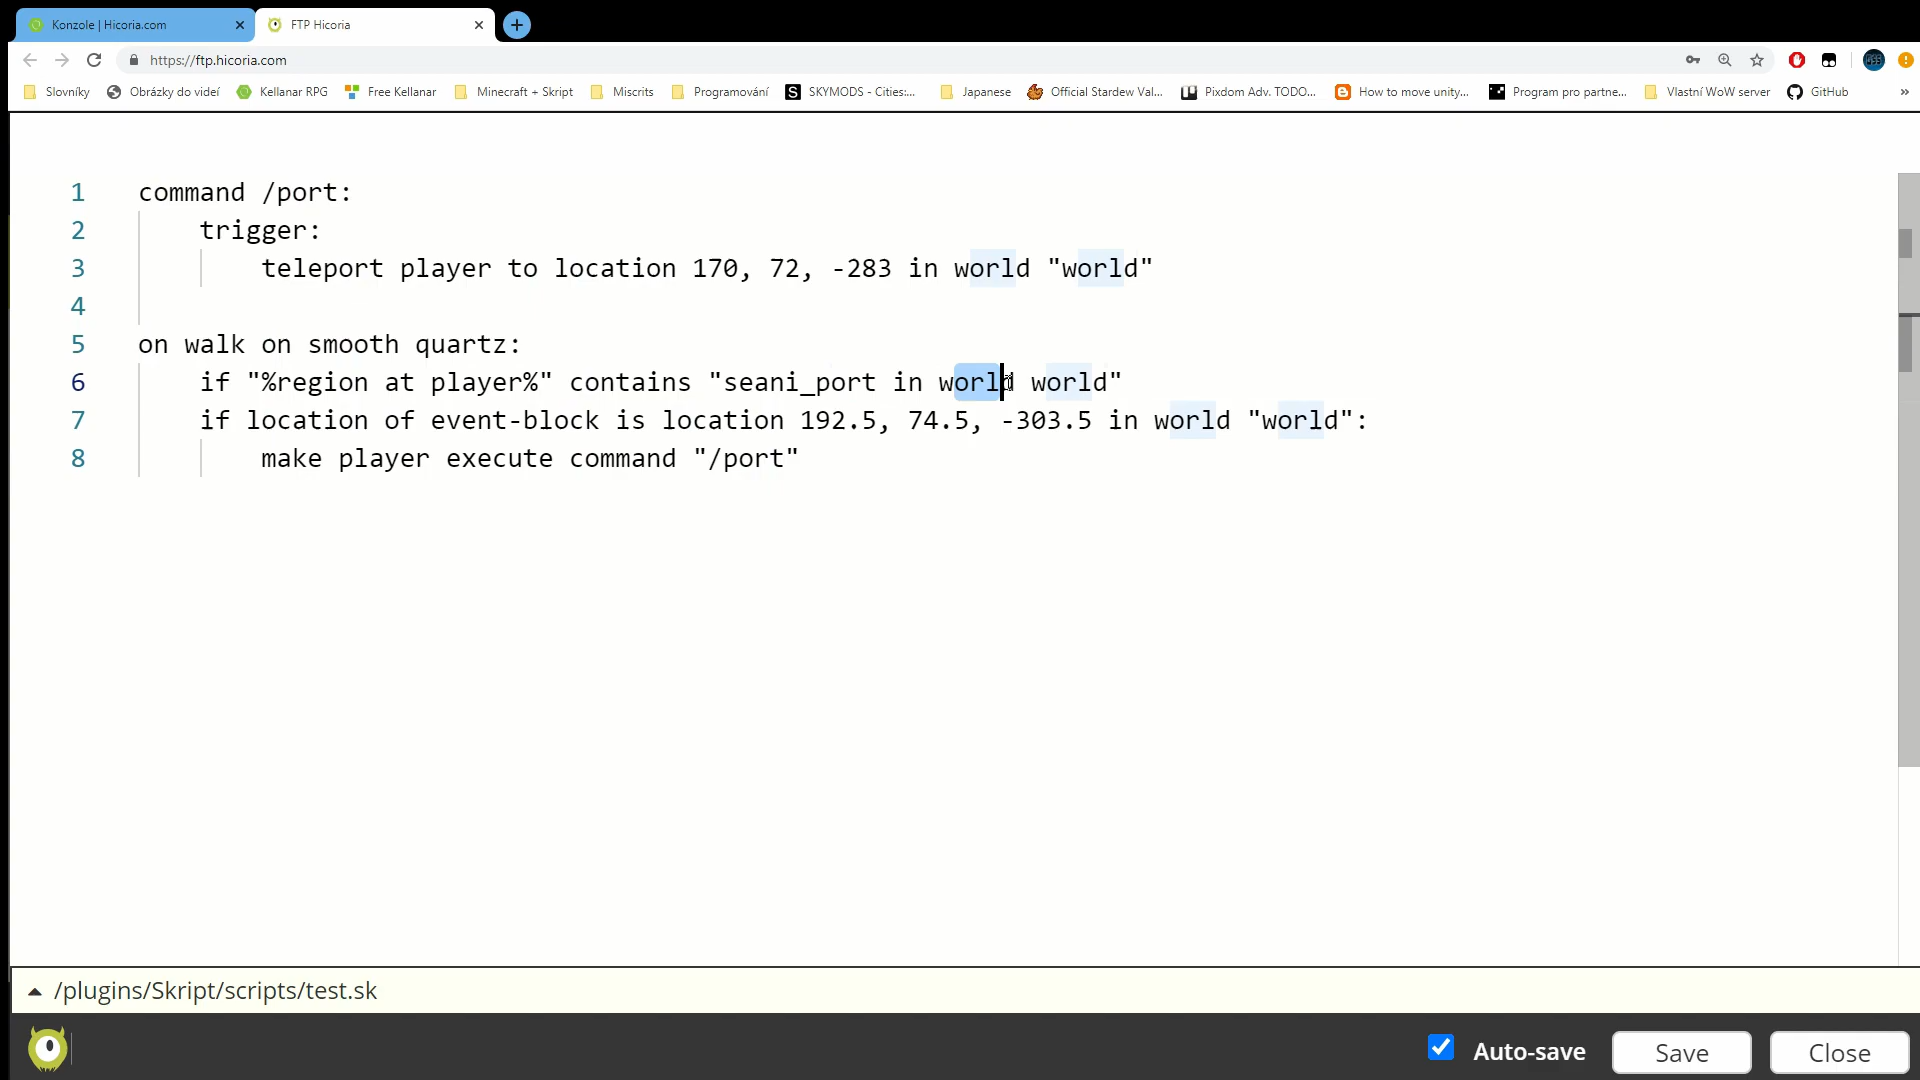 Konzole | Hicoria.com
FTP Hicoria
https://ftp.hicoria.com
Slovníky
Obrázky do videí
Kellanar RPG
Free Kellanar
Minecraft + Skript
Miscrits
Programování
SKYMODS - Cities:...
Japanese
Official Stardew Val...
Pixdom Adv. TODO...
How to move unity...
Program pro partne...
Vlastní WoW server
GitHub
»
1 command /port:
2 trigger:
3 teleport player to location 170, 72, -283 in world "world"
4
5 on walk on smooth quartz:
6 if "%region at player%" contains "seani_port in world world"
7 if location of event-block is location 192.5, 74.5, -303.5 in world "world":
8 make player execute command "/port"
/plugins/Skript/scripts/test.sk
Auto-save
Save
Close